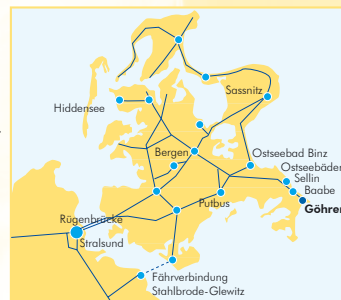 Sassnitz
Hiddensee
Bergen
Ostseebad Binz
Ostseebäder
Sellin
Baabe
Putbus
Göhren
Rügenbrücke
Stralsund
Fährverbindung
Stahlbrode-Glewitz